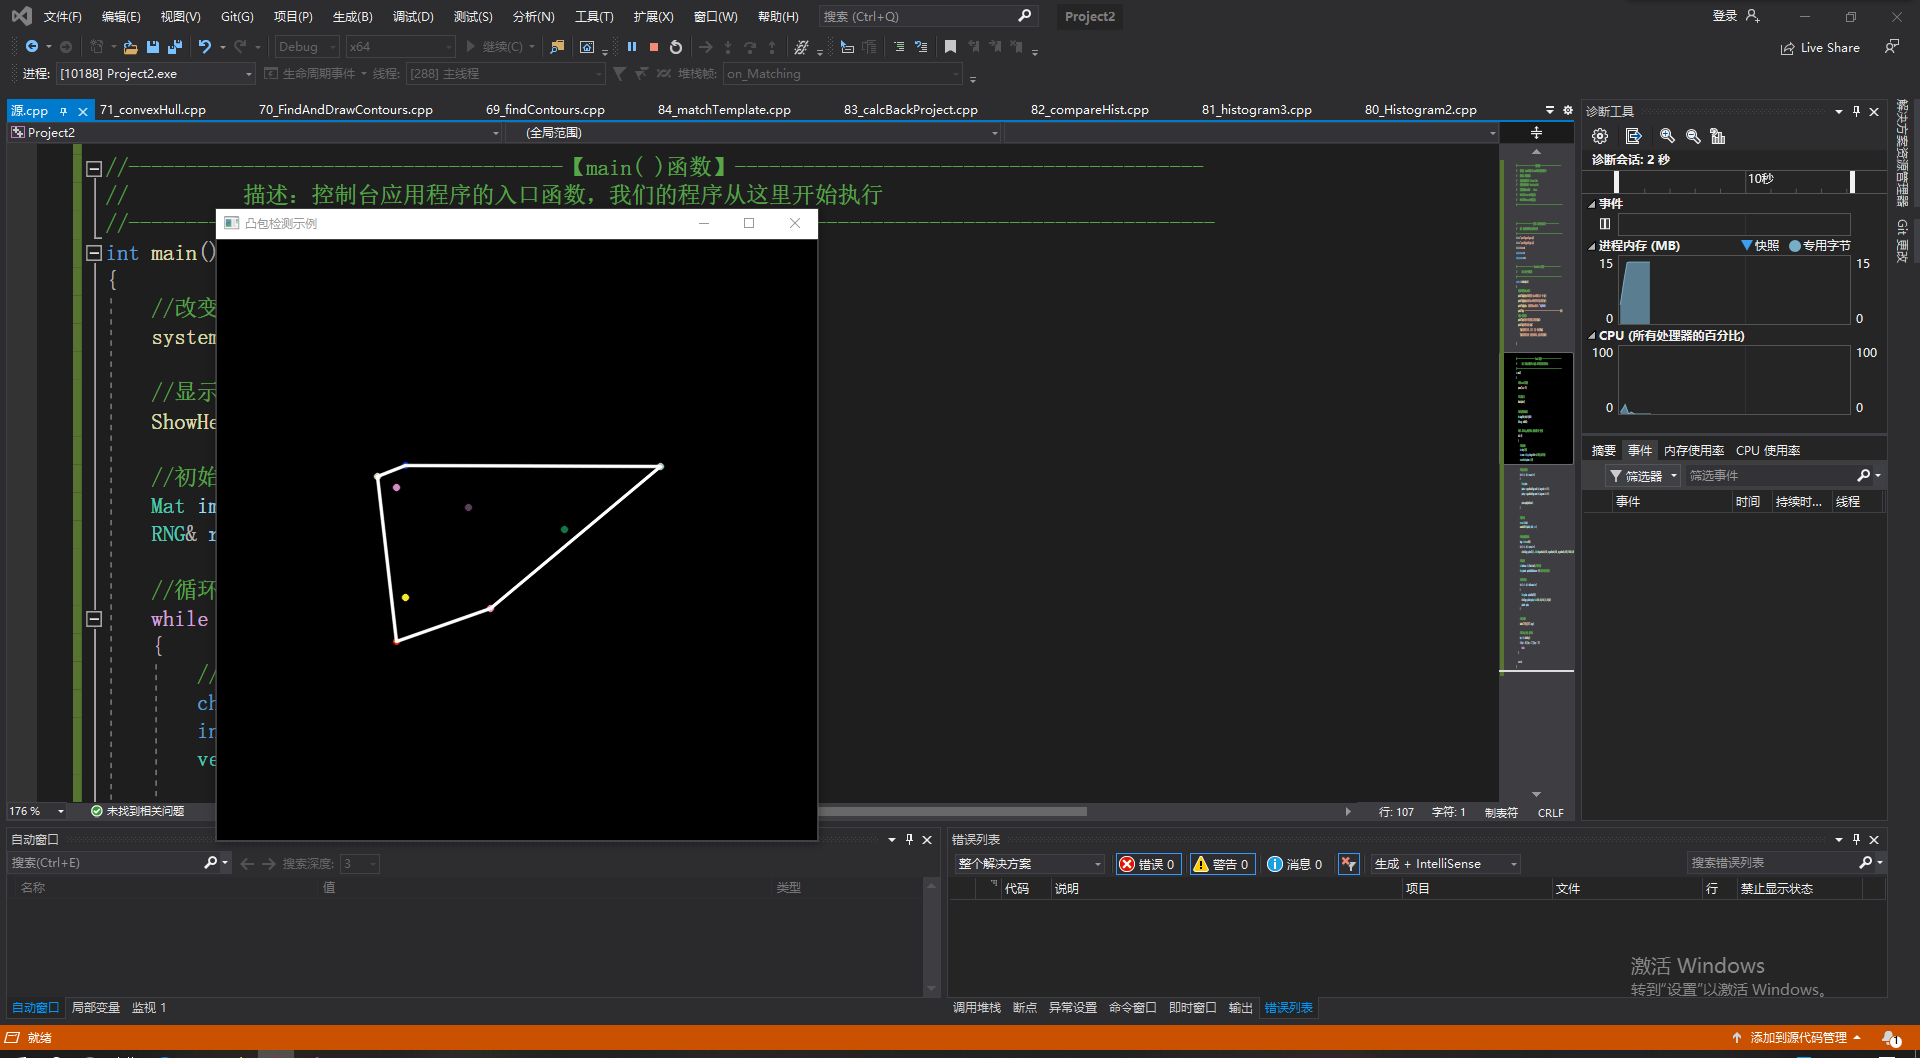 文件(F) 编辑(E) 视图(V) Git(G) 项目(P) 生成(B) 调试(D) 测试(S) 分析(N) 工具(T) 扩展(X) 窗口(W) 帮助(H) 搜索 (Ctrl+Q) Project2 登录
Debug x64 继续(C) Live Share
进程: [10188] Project2.exe 生命周期事件 线程: [288] 主线程 堆栈帧: on_Matching
源.cpp 71_convexHull.cpp 70_FindAndDrawContours.cpp 69_findContours.cpp 84_matchTemplate.cpp 83_calcBackProject.cpp 82_compareHist.cpp 81_histogram3.cpp 80_Histogram2.cpp
Project2 (全局范围)
//--------------------------------------【main( )函数】-----------------------------------------
// 描述：控制台应用程序的入口函数，我们的程序从这里开始执行
//-----------------------------------------------------------------------------------------------
凸包检测示例
int main()
{
//改变
system
//显示
ShowHe
//初始
Mat im
RNG& r
//循环
while
{
//
ch
in
ve
176 % 未找到相关问题 行: 107 字符: 1 制表符 CRLF
诊断工具
诊断会话: 2 秒
10秒
事件
进程内存 (MB) 快照 专用字节
15 15
0 0
CPU (所有处理器的百分比)
100 100
0 0
摘要 事件 内存使用率 CPU 使用率
筛选器 筛选事件
事件 时间 持续时... 线程
解决方案资源管理器
Git 更改
自动窗口
搜索(Ctrl+E) 搜索深度: 3
名称 值 类型
自动窗口 局部变量 监视 1
错误列表
整个解决方案 错误 0 警告 0 消息 0 生成 + IntelliSense 搜索错误列表
代码 说明 项目 文件 行 禁止显示状态
激活 Windows
转到"设置"以激活 Windows。
调用堆栈 断点 异常设置 命令窗口 即时窗口 输出 错误列表
就绪 添加到源代码管理 1